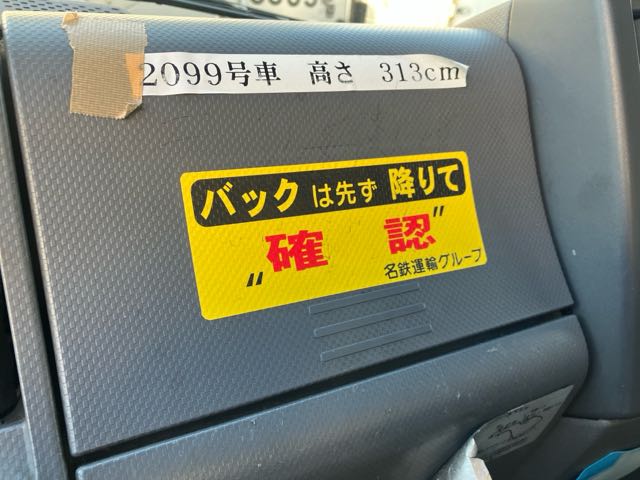 2099号車 高さ 313cm
バック は先ず 降りて
"確 認"
名鉄運輸グループ